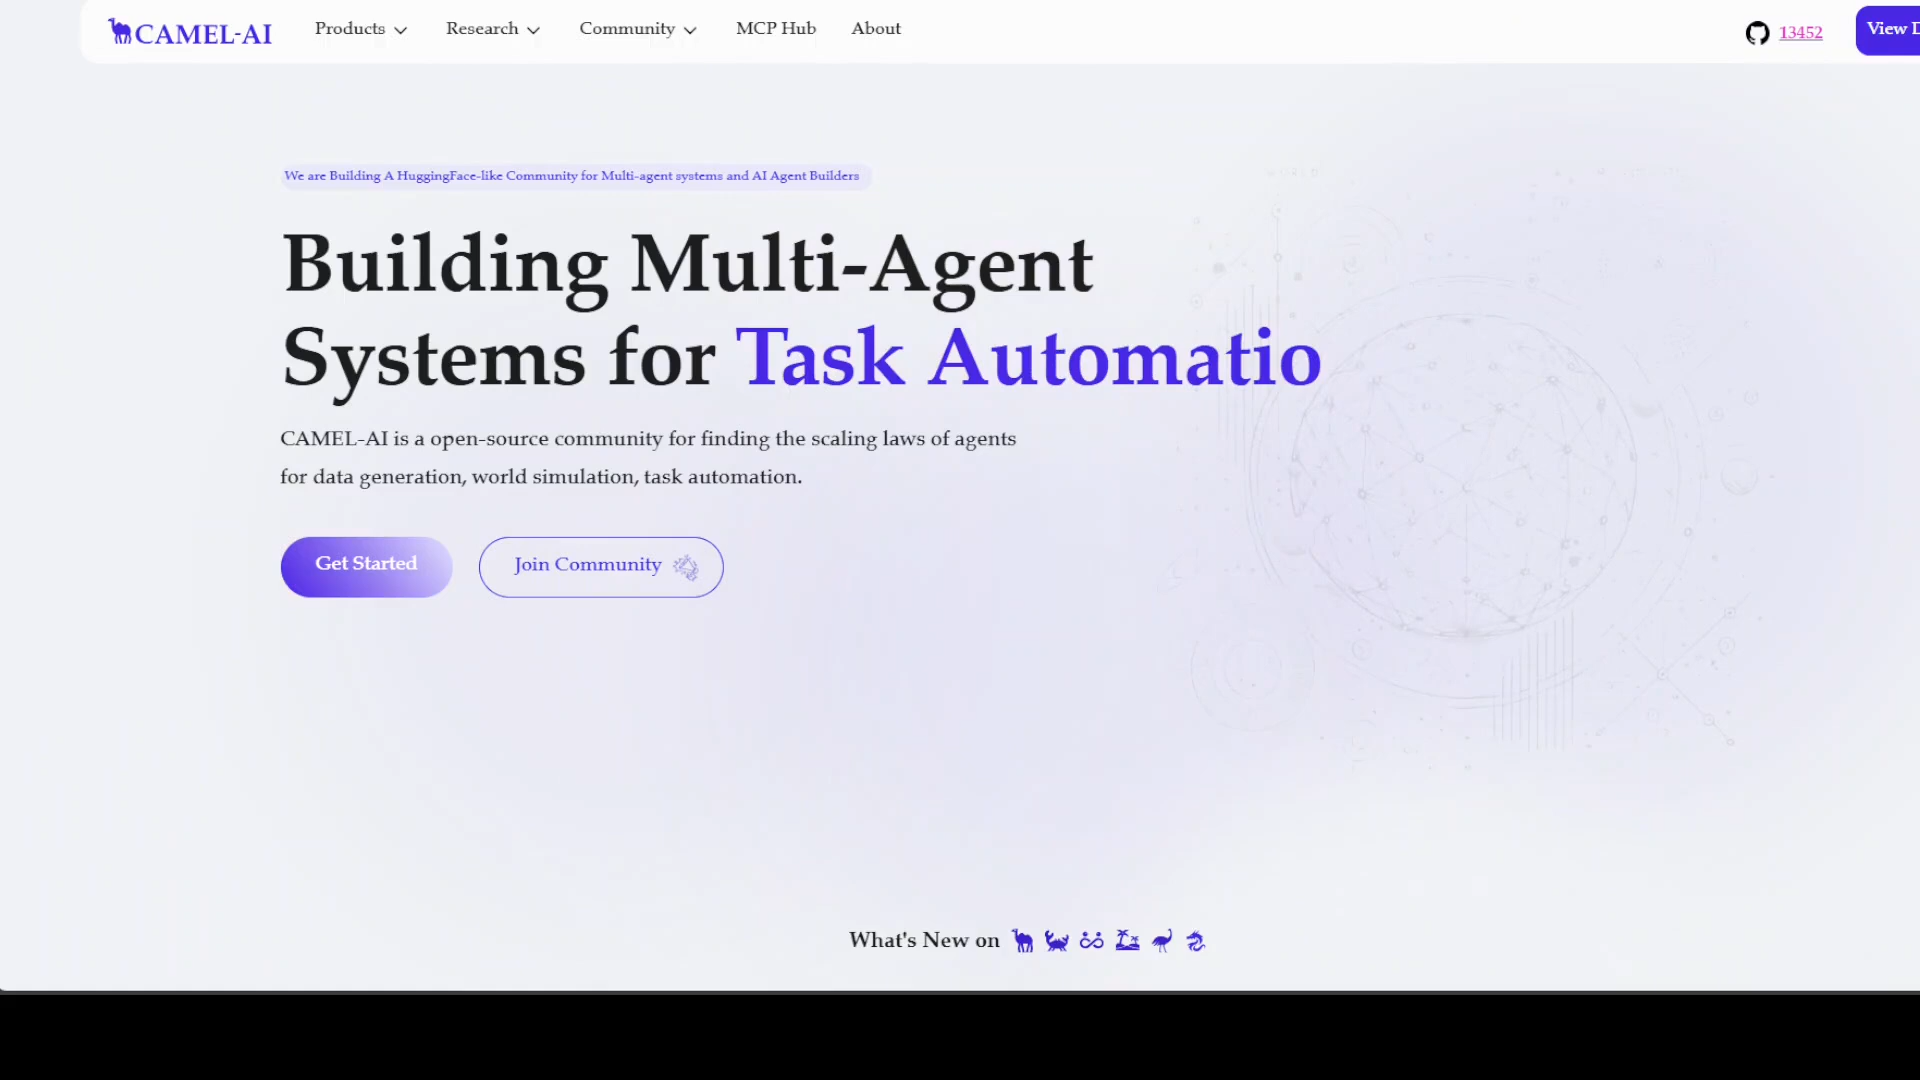 CAMEL-AI
Products
Research
Community
MCP Hub
About
13452
View
We are Building A HuggingFace-like Community for Multi-agent systems and AI Agent Builders
Building Multi-Agent
Systems for Task Automatio
CAMEL-AI is a open-source community for finding the scaling laws of agents
for data generation, world simulation, task automation.
Get Started
Join Community
What's New on